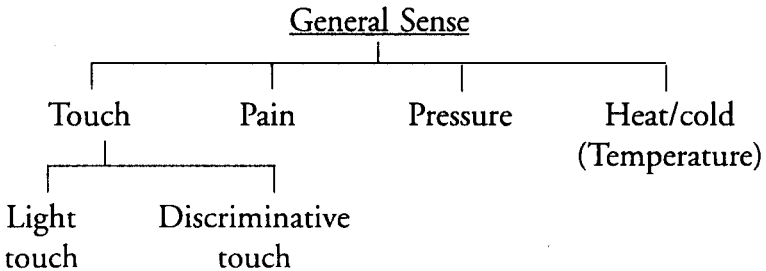 General Sense
Touch Pain Pressure Heat/cold
(Temperature)
Light Discriminative
touch touch